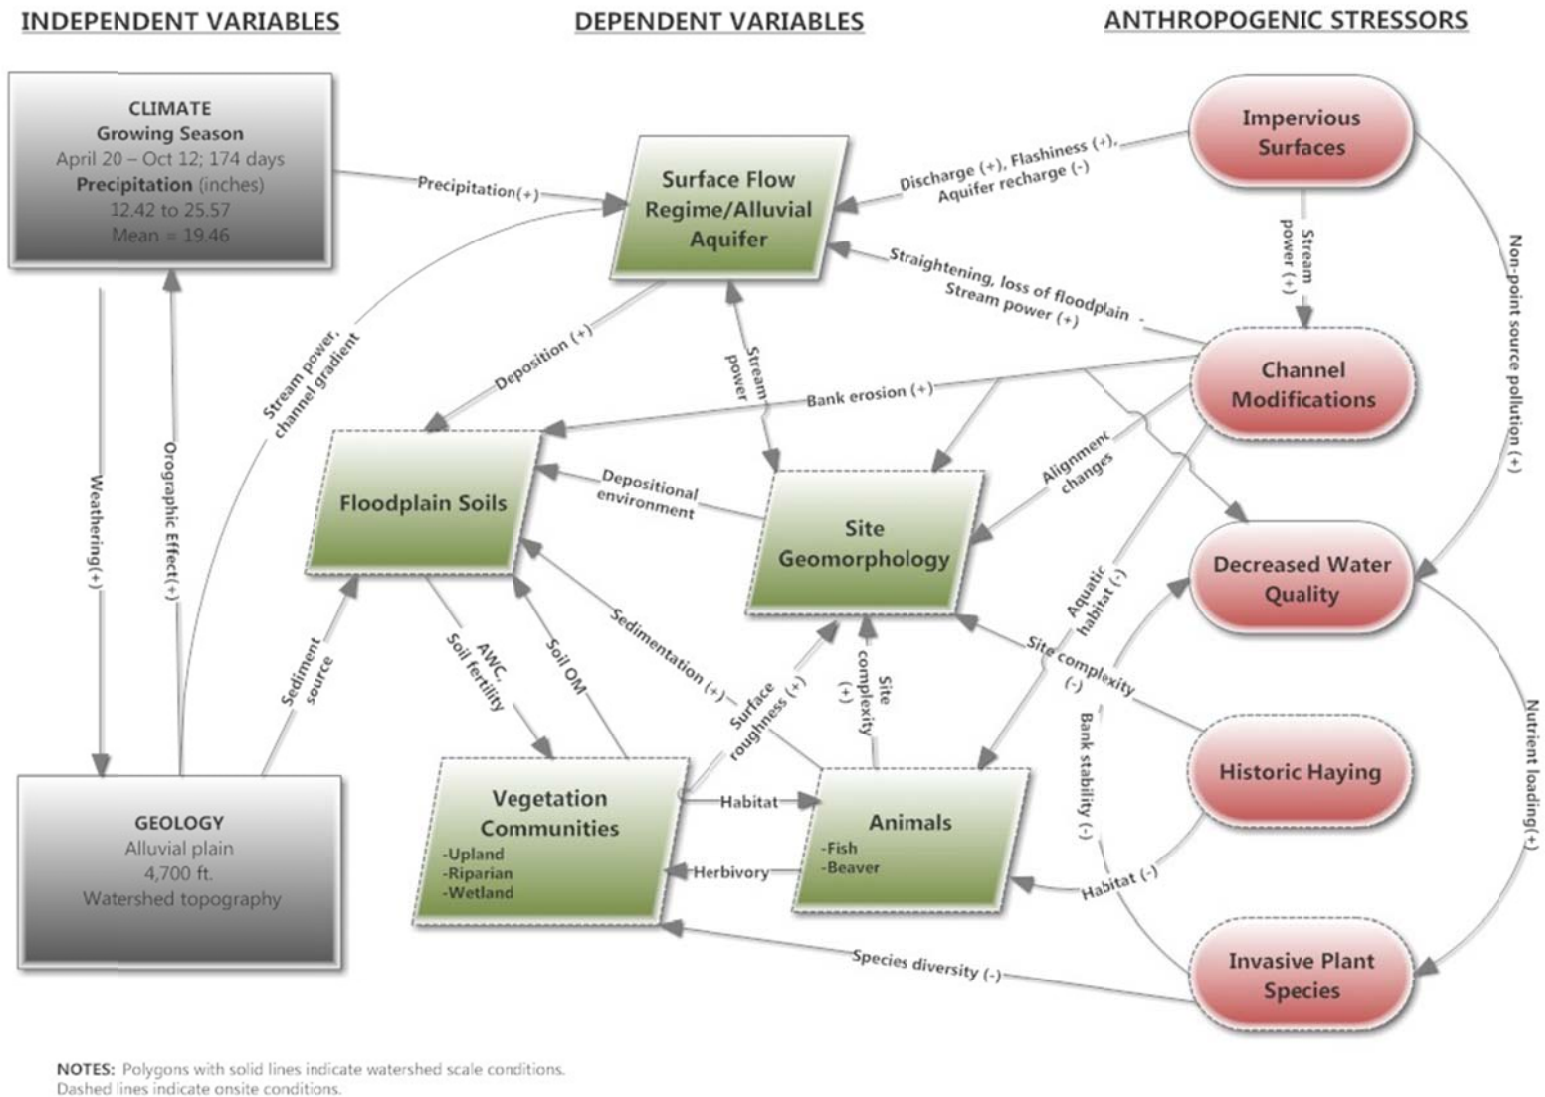 INDEPENDENT VARIABLES
DEPENDENT VARIABLES
ANTHROPOGENIC STRESSORS
CLIMATE
Growing Season
April 20 – Oct 12; 174 days
Precipitation (inches)
12.42 to 25.57
Mean = 19.46
Precipitation(+)
Surface Flow
Regime/Alluvial
Aquifer
Discharge (+), Flashiness (+),
Aquifer recharge (-)
Impervious
Surfaces
Stream
power (+)
Non-point source pollution (+)
Straightening, loss of floodplain -
Stream power (+)
Channel
Modifications
Stream power,
channel gradient
Deposition (+)
Stream
power
Bank erosion (+)
Alignment
changes
Weathering(+)
Orographic Effect(+)
Floodplain Soils
Depositional
environment
Site
Geomorphology
Decreased Water
Quality
Aquatic
habitat (-)
Sediment
source
AWC,
Soil fertility
Soil OM
Sedimentation (+)
Surface
roughness (+)
Site
complexity
(+)
Site complexity
(-)
Bank stability (-)
Nutrient loading(+)
Historic Haying
GEOLOGY
Alluvial plain
4,700 ft.
Watershed topography
Vegetation
Communities
-Upland
-Riparian
-Wetland
Habitat
Herbivory
Animals
-Fish
-Beaver
Habitat (-)
Species diversity (-)
Invasive Plant
Species
NOTES: Polygons with solid lines indicate watershed scale conditions.
Dashed lines indicate onsite conditions.